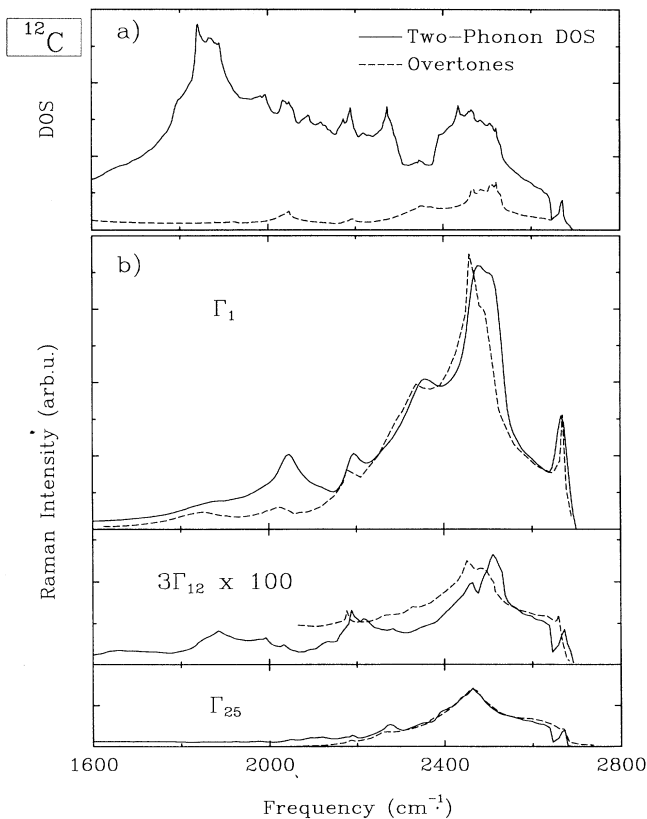 ¹²C
a)
Two-Phonon DOS
Overtones
DOS
b)
Γ₁
Raman Intensity (arb.u.)
3Γ₁₂ x 100
Γ₂₅
1600 2000 2400 2800
Frequency (cm⁻¹)